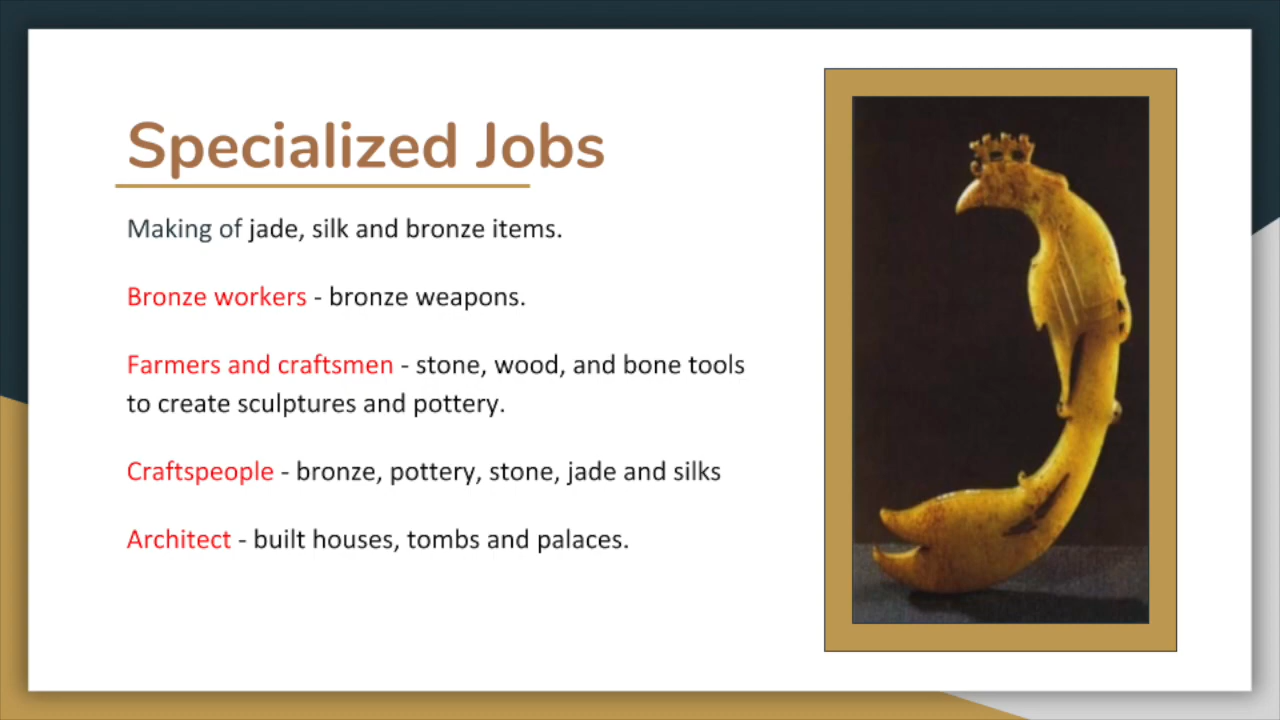 Specialized Jobs
Making of jade, silk and bronze items.
Bronze workers - bronze weapons.
Farmers and craftsmen - stone, wood, and bone tools
to create sculptures and pottery.
Craftspeople - bronze, pottery, stone, jade and silks
Architect - built houses, tombs and palaces.